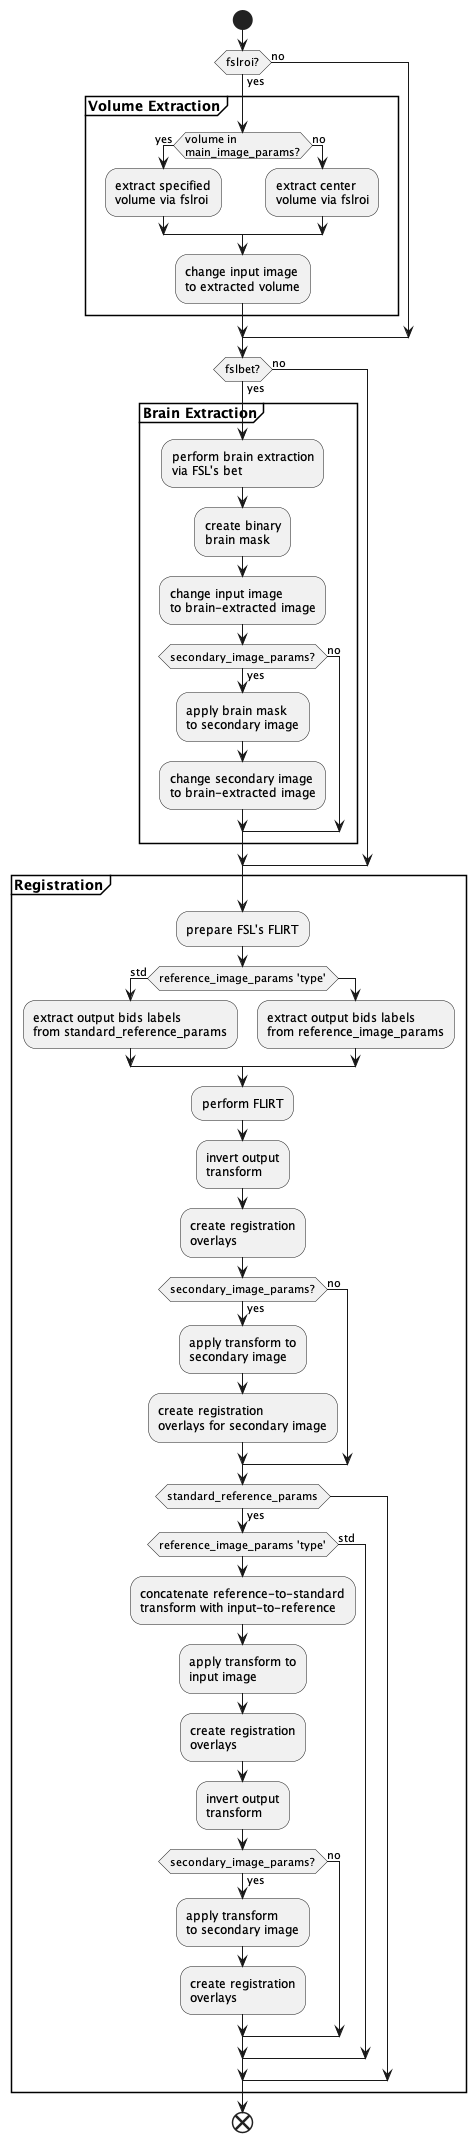 fslroi?
no
yes
Volume Extraction
yes
volume in
main_image_params?
no
extract specified
volume via fslroi
extract center
volume via fslroi
change input image
to extracted volume
fslbet?
no
yes
Brain Extraction
perform brain extraction
via FSL's bet
create binary
brain mask
change input image
to brain-extracted image
secondary_image_params?
no
yes
apply brain mask
to secondary image
change secondary image
to brain-extracted image
Registration
prepare FSL's FLIRT
std
reference_image_params 'type'
extract output bids labels
from standard_reference_params
extract output bids labels
from reference_image_params
perform FLIRT
invert output
transform
create registration
overlays
secondary_image_params?
no
yes
apply transform to
secondary image
create registration
overlays for secondary image
standard_reference_params
yes
reference_image_params 'type'
std
concatenate reference-to-standard
transform with input-to-reference
apply transform to
input image
create registration
overlays
invert output
transform
secondary_image_params?
no
yes
apply transform
to secondary image
create registration
overlays